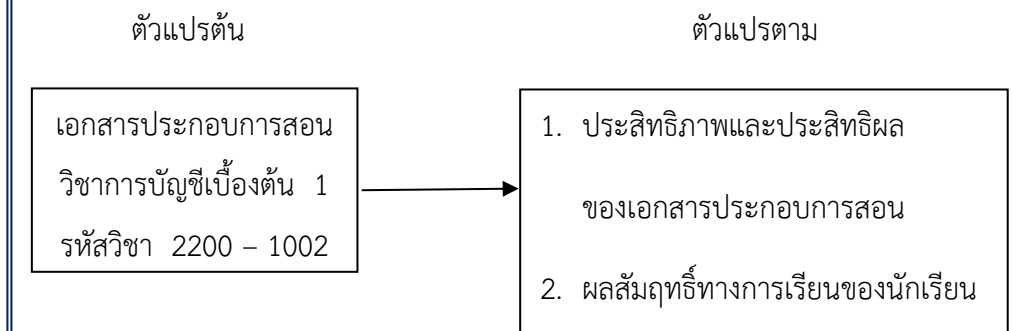 ตัวแปรต้น
ตัวแปรตาม
เอกสารประกอบการสอน
วิชาการบัญชีเบื้องต้น 1
รหัสวิชา 2200 – 1002
1. ประสิทธิภาพและประสิทธิผล
ของเอกสารประกอบการสอน
2. ผลสัมฤทธิ์ทางการเรียนของนักเรียน